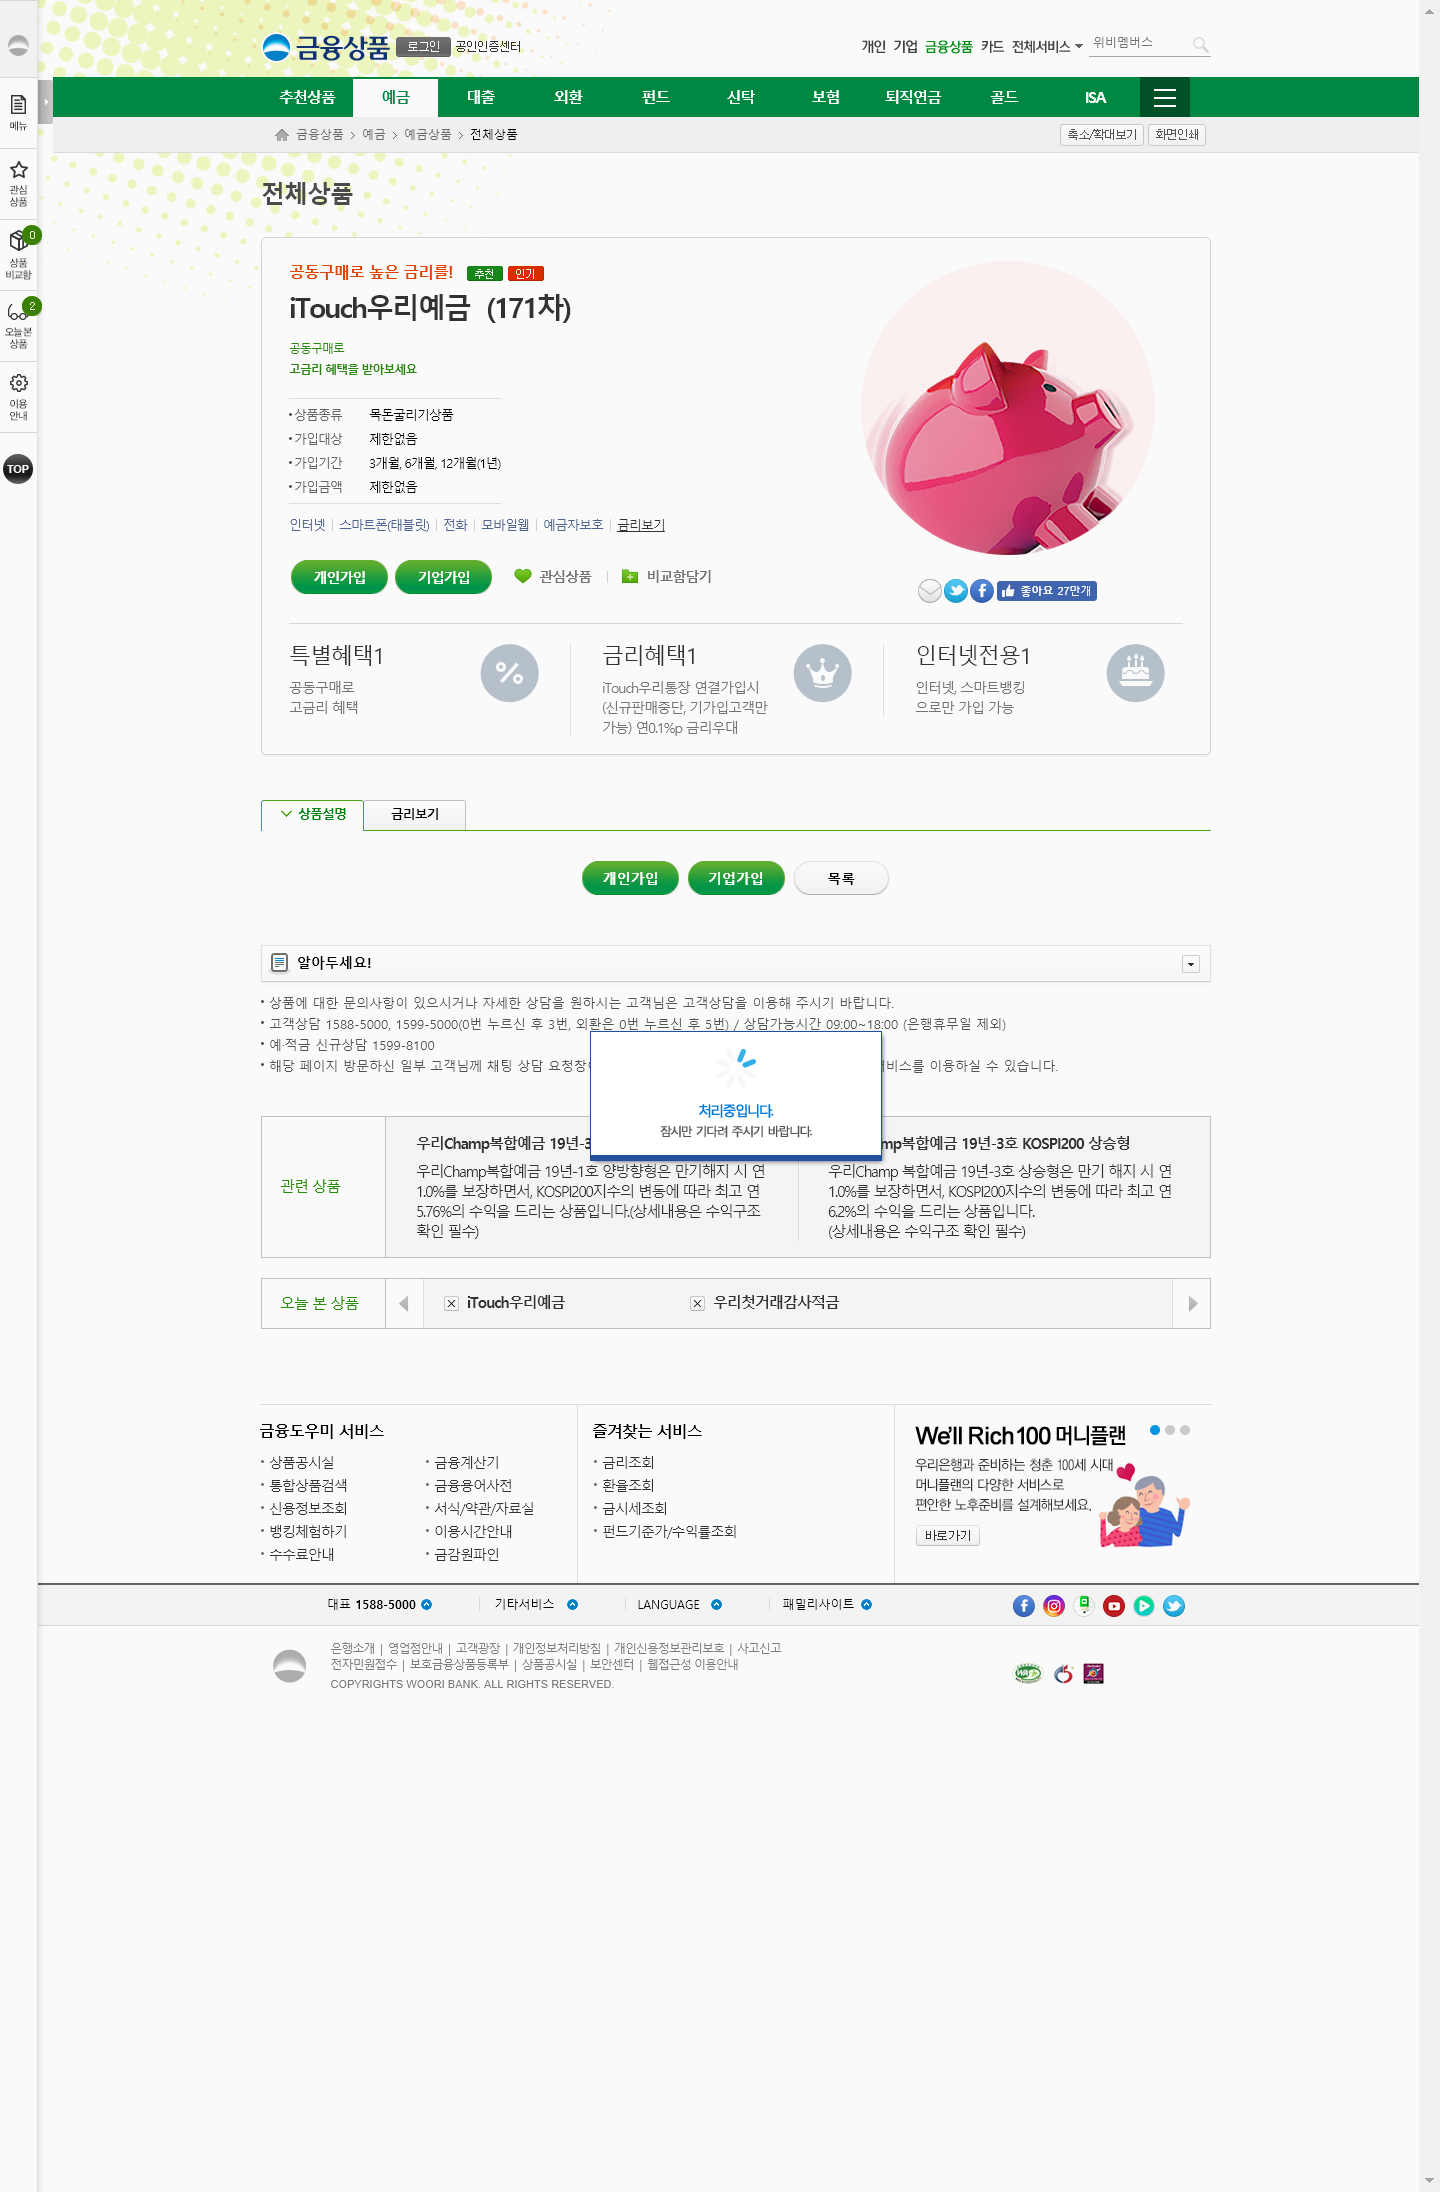 금융상품
로그인
공인인증센터
개인 기업 금융상품 카드 전체서비스
위비멤버스
메뉴
관심
상품
0
상품
비교함
2
오늘본
상품
이용
안내
TOP
추천상품 예금 대출 외환 펀드 신탁 보험 퇴직연금 골드 ISA
금융상품 > 예금 > 예금상품 > 전체상품
축소/확대보기 화면인쇄
전체상품
공동구매로 높은 금리를! 추천 인기
iTouch우리예금 (171차)
공동구매로
고금리 혜택을 받아보세요
• 상품종류 목돈굴리기상품
• 가입대상 제한없음
• 가입기간 3개월, 6개월, 12개월(1년)
• 가입금액 제한없음
인터넷 | 스마트폰(태블릿) | 전화 | 모바일웹 | 예금자보호 | 금리보기
개인가입 기업가입 관심상품 | 비교함담기
좋아요 27만개
특별혜택1
공동구매로
고금리 혜택
금리혜택1
iTouch우리통장 연결가입시
(신규판매중단, 기가입고객만
가능) 연0.1%p 금리우대
인터넷전용1
인터넷, 스마트뱅킹
으로만 가입 가능
상품설명 금리보기
개인가입 기업가입 목록
알아두세요!
• 상품에 대한 문의사항이 있으시거나 자세한 상담을 원하시는 고객님은 고객상담을 이용해 주시기 바랍니다.
• 고객상담 1588-5000, 1599-5000(0번 누르신 후 3번, 외환은 0번 누르신 후 5번) / 상담가능시간 09:00~18:00 (은행휴무일 제외)
• 예·적금 신규상담 1599-8100
• 해당 페이지 방문하신 일부 고객님께 채팅 상담 요청창이
비스를 이용하실 수 있습니다.
처리중입니다.
잠시만 기다려 주시기 바랍니다.
관련 상품
우리Champ복합예금 19년-3
우리Champ복합예금 19년-1호 양방향형은 만기해지 시 연
1.0%를 보장하면서, KOSPI200지수의 변동에 따라 최고 연
5.76%의 수익을 드리는 상품입니다.(상세내용은 수익구조
확인 필수)
mp복합예금 19년-3호 KOSPI200 상승형
우리Champ 복합예금 19년-3호 상승형은 만기 해지 시 연
1.0%를 보장하면서, KOSPI200지수의 변동에 따라 최고 연
6.2%의 수익을 드리는 상품입니다.
(상세내용은 수익구조 확인 필수)
오늘 본 상품
iTouch우리예금
우리첫거래감사적금
금융도우미 서비스
• 상품공시실
• 통합상품검색
• 신용정보조회
• 뱅킹체험하기
• 수수료안내
• 금융계산기
• 금융용어사전
• 서식/약관/자료실
• 이용시간안내
• 금감원파인
즐겨찾는 서비스
• 금리조회
• 환율조회
• 금시세조회
• 펀드기준가/수익률조회
We'll Rich100 머니플랜
우리은행과 준비하는 청춘 100세 시대
머니플랜의 다양한 서비스로
편안한 노후준비를 설계해보세요.
바로가기
대표 1588-5000
기타서비스
LANGUAGE
패밀리사이트
은행소개 | 영업점안내 | 고객광장 | 개인정보처리방침 | 개인신용정보관리보호 | 사고신고
전자민원접수 | 보호금융상품등록부 | 상품공시실 | 보안센터 | 웹접근성 이용안내
COPYRIGHTS WOORI BANK. ALL RIGHTS RESERVED.
WA